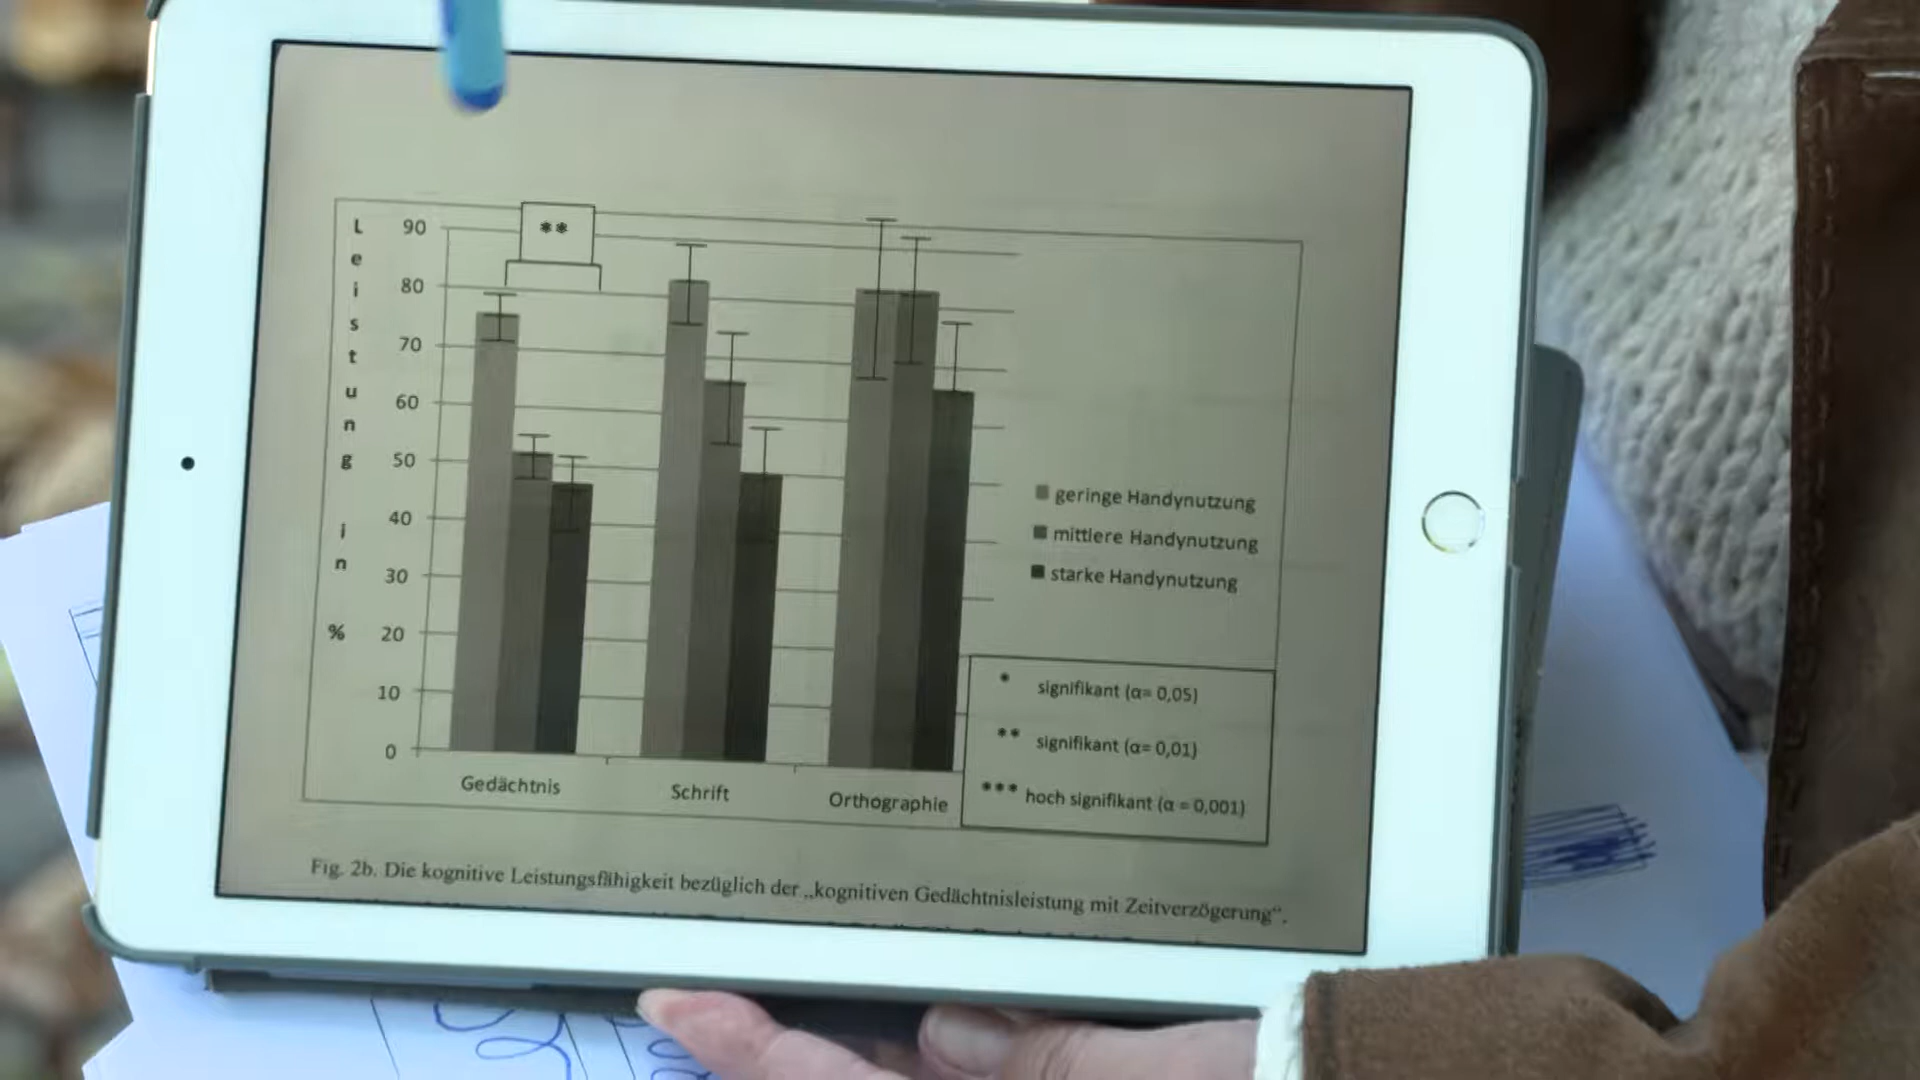 Leistung in %
90
80
70
60
50
40
30
20
10
0
**
Gedächtnis
Schrift
Orthographie
geringe Handynutzung
mittlere Handynutzung
starke Handynutzung
* signifikant (α= 0,05)
** signifikant (α= 0,01)
*** hoch signifikant (α = 0,001)
Fig. 2b. Die kognitive Leistungsfähigkeit bezüglich der „kognitiven Gedächtnisleistung mit Zeitverzögerung“.